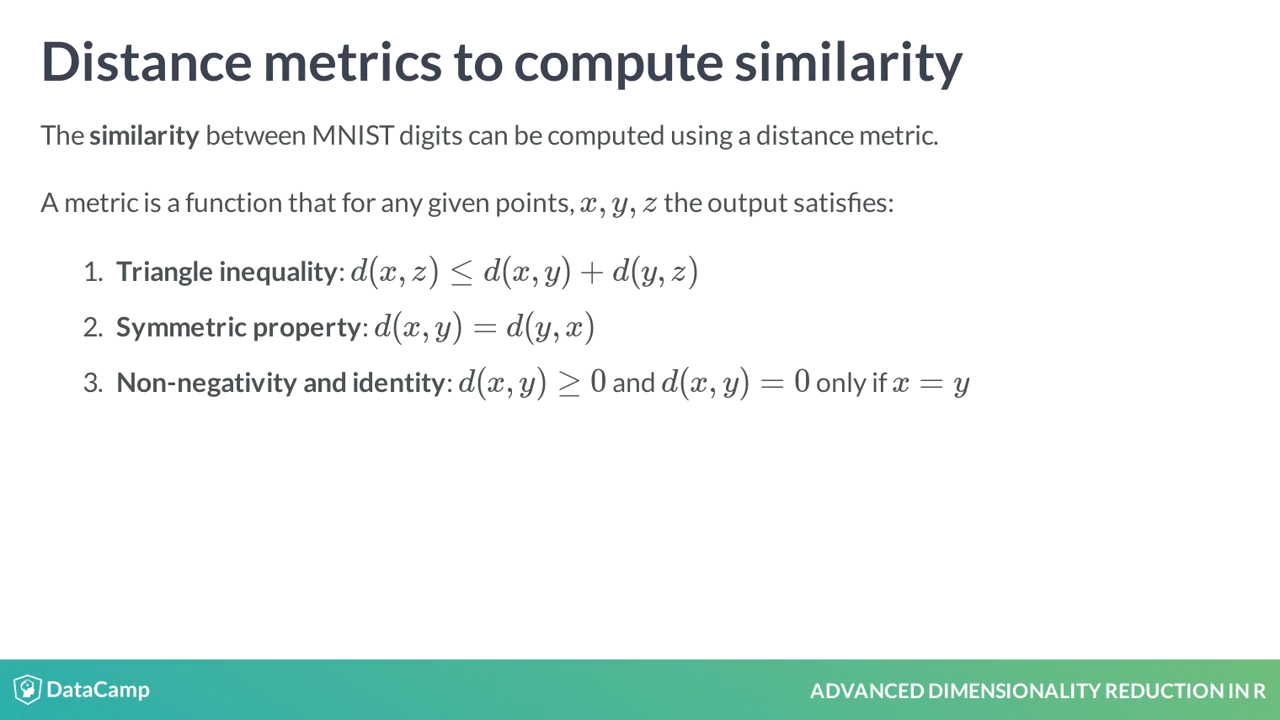 Distance metrics to compute similarity
The similarity between MNIST digits can be computed using a distance metric.
A metric is a function that for any given points, x, y, z the output satisfies:
1. Triangle inequality: d(x, z) ≤ d(x, y) + d(y, z)
2. Symmetric property: d(x, y) = d(y, x)
3. Non-negativity and identity: d(x, y) ≥ 0 and d(x, y) = 0 only if x = y
DataCamp
ADVANCED DIMENSIONALITY REDUCTION IN R